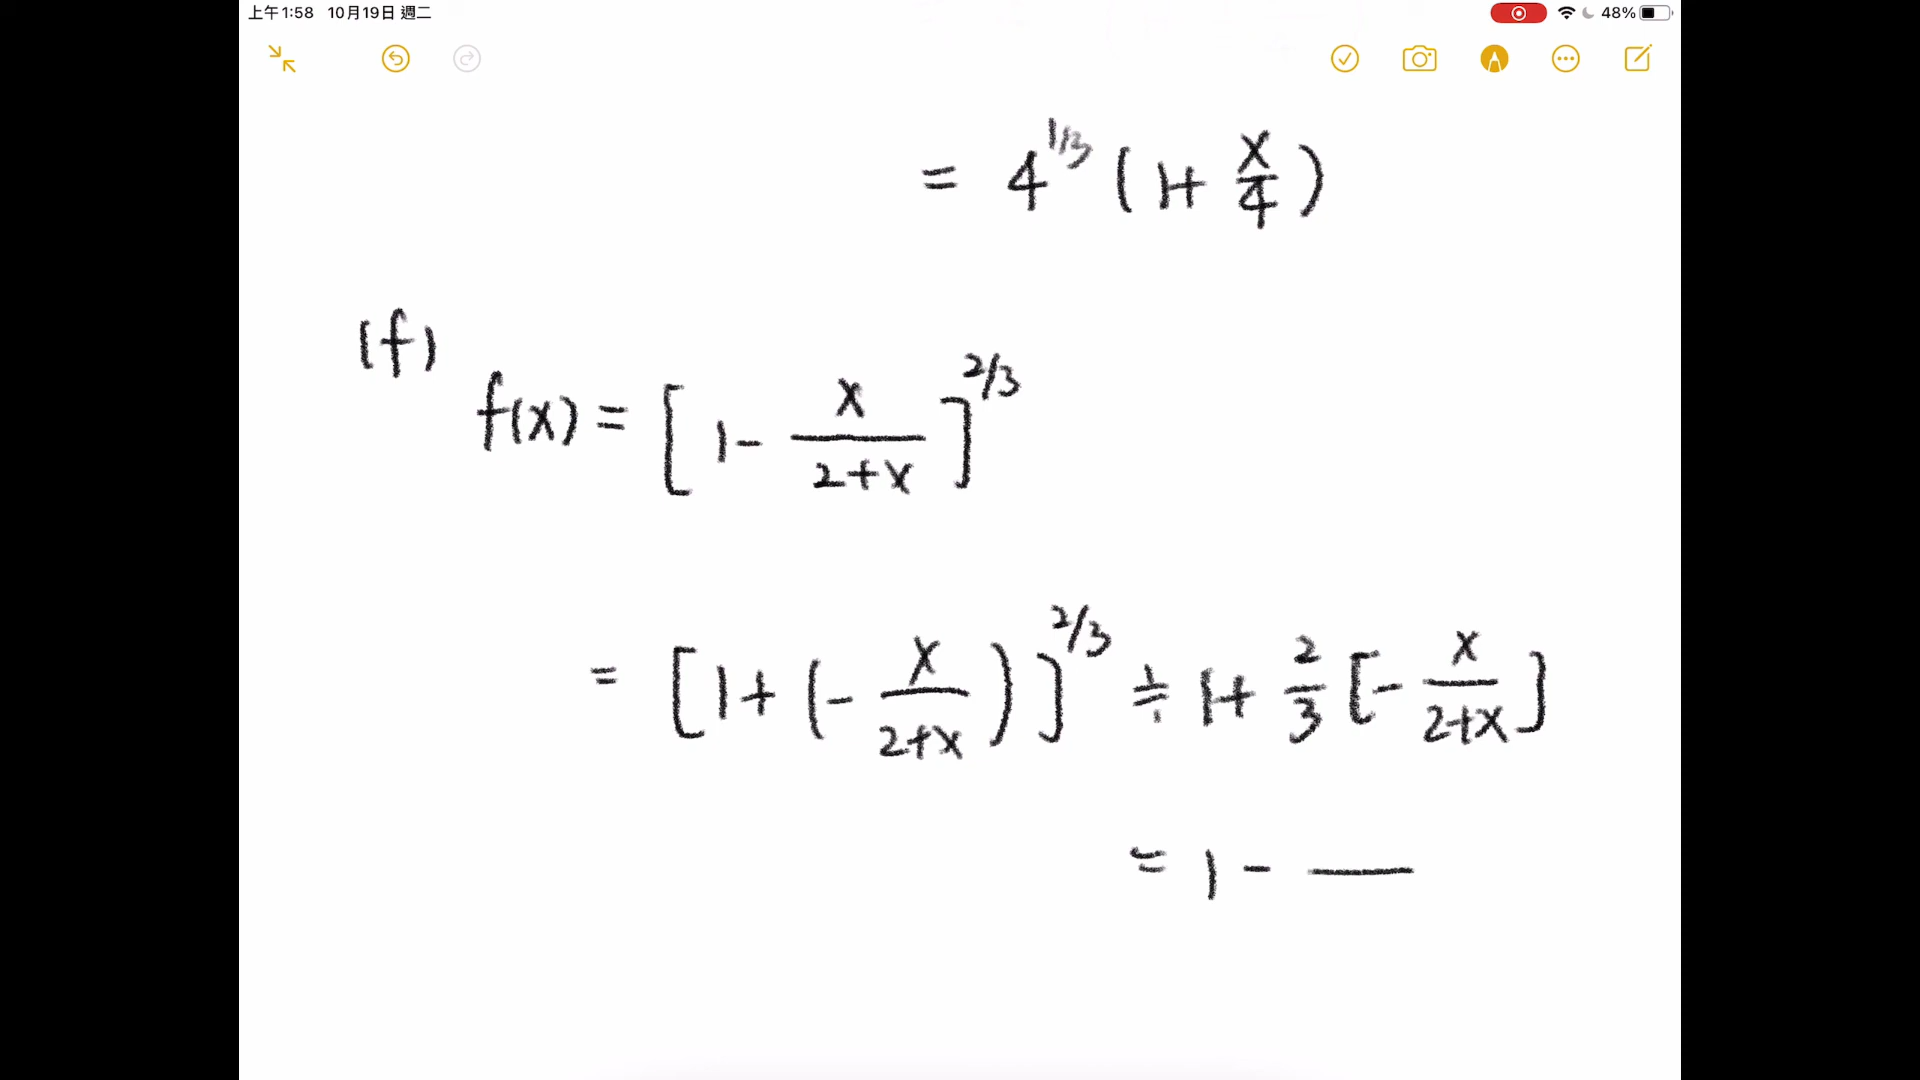 上午1:58 10月19日 週二 48%
= 4^{1/3} (1+ x/4)
(f)
f(x) = [1 - x/(2+x)]^{2/3}
= [1+ (- x/(2+x))]^{2/3} ≑ 1+ 2/3 [- x/(2+x)]
= 1 - —